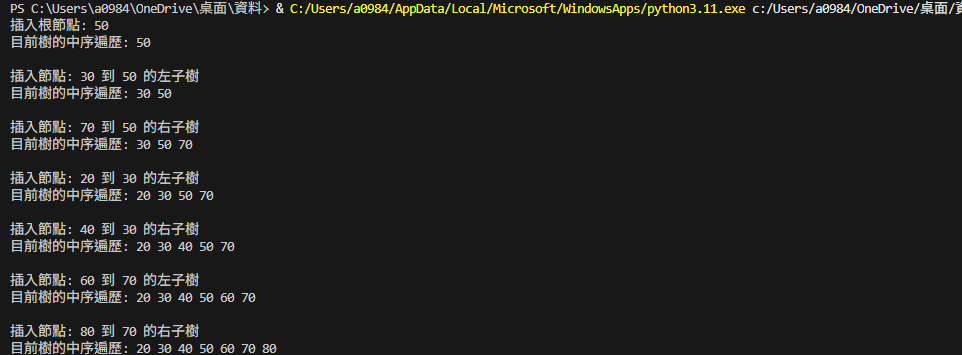 PS C:\Users\a0984\OneDrive\桌面\資料> & C:/Users/a0984/AppData/Local/Microsoft/WindowsApps/python3.11.exe c:/Users/a0984/OneDrive/桌面/資
插入根節點: 50
目前樹的中序遍歷: 50
插入節點: 30 到 50 的左子樹
目前樹的中序遍歷: 30 50
插入節點: 70 到 50 的右子樹
目前樹的中序遍歷: 30 50 70
插入節點: 20 到 30 的左子樹
目前樹的中序遍歷: 20 30 50 70
插入節點: 40 到 30 的右子樹
目前樹的中序遍歷: 20 30 40 50 70
插入節點: 60 到 70 的左子樹
目前樹的中序遍歷: 20 30 40 50 60 70
插入節點: 80 到 70 的右子樹
目前樹的中序遍歷: 20 30 40 50 60 70 80